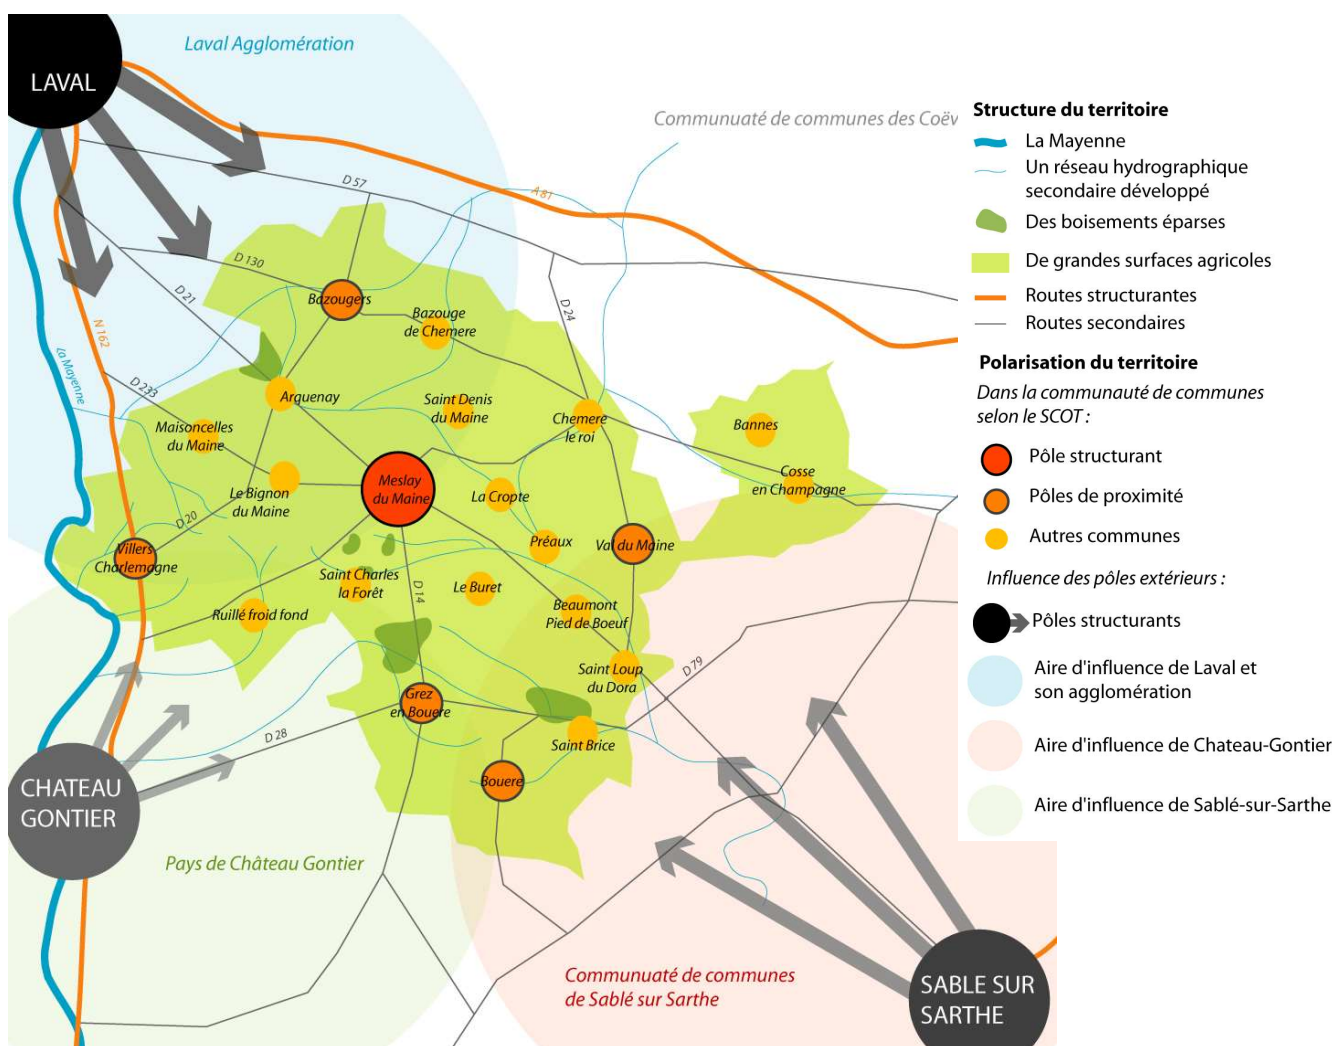 Laval Agglomération
LAVAL
Communuaté de communes des Coëv
D 57
A 81
D 130
D 21
Bazougers
D 24
N 162
Bazouge
de Chemere
La Mayenne
D 233
Arquenay
Saint Denis
du Maine
Chemere
le roi
Bannes
Maisoncelles
du Maine
Meslay
du Maine
Cosse
en Champagne
Le Bignon
du Maine
La Cropte
D 20
Villers
Charlemagne
Préaux
Val du Maine
Saint Charles
la Forêt
D 14
Le Buret
Ruillé froid fond
Beaumont
Pied de Boeuf
Saint Loup
du Dora
D 79
Grez
en Bouere
D 28
Saint Brice
Bouere
CHATEAU
GONTIER
Pays de Château Gontier
Communuaté de communes
de Sablé sur Sarthe
SABLE SUR
SARTHE
Structure du territoire
La Mayenne
Un réseau hydrographique
secondaire développé
Des boisements éparses
De grandes surfaces agricoles
Routes structurantes
Routes secondaires
Polarisation du territoire
Dans la communauté de communes
selon le SCOT :
Pôle structurant
Pôles de proximité
Autres communes
Influence des pôles extérieurs :
Pôles structurants
Aire d'influence de Laval et
son agglomération
Aire d'influence de Chateau-Gontier
Aire d'influence de Sablé-sur-Sarthe